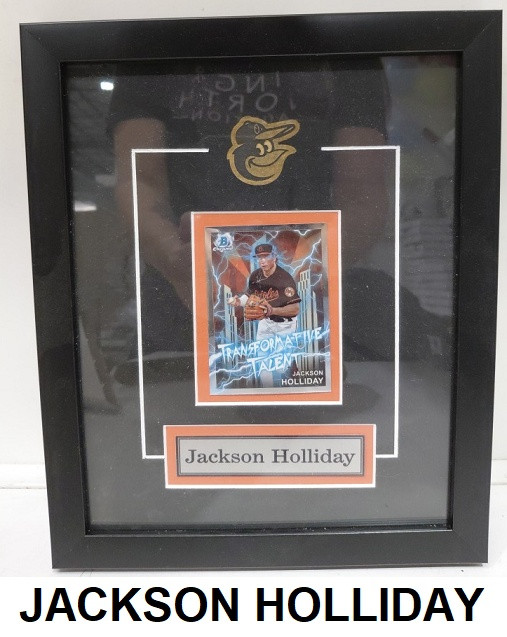 TRANSFORMATIVE
TALENT
JACKSON
HOLLIDAY
Jackson Holliday
JACKSON HOLLIDAY